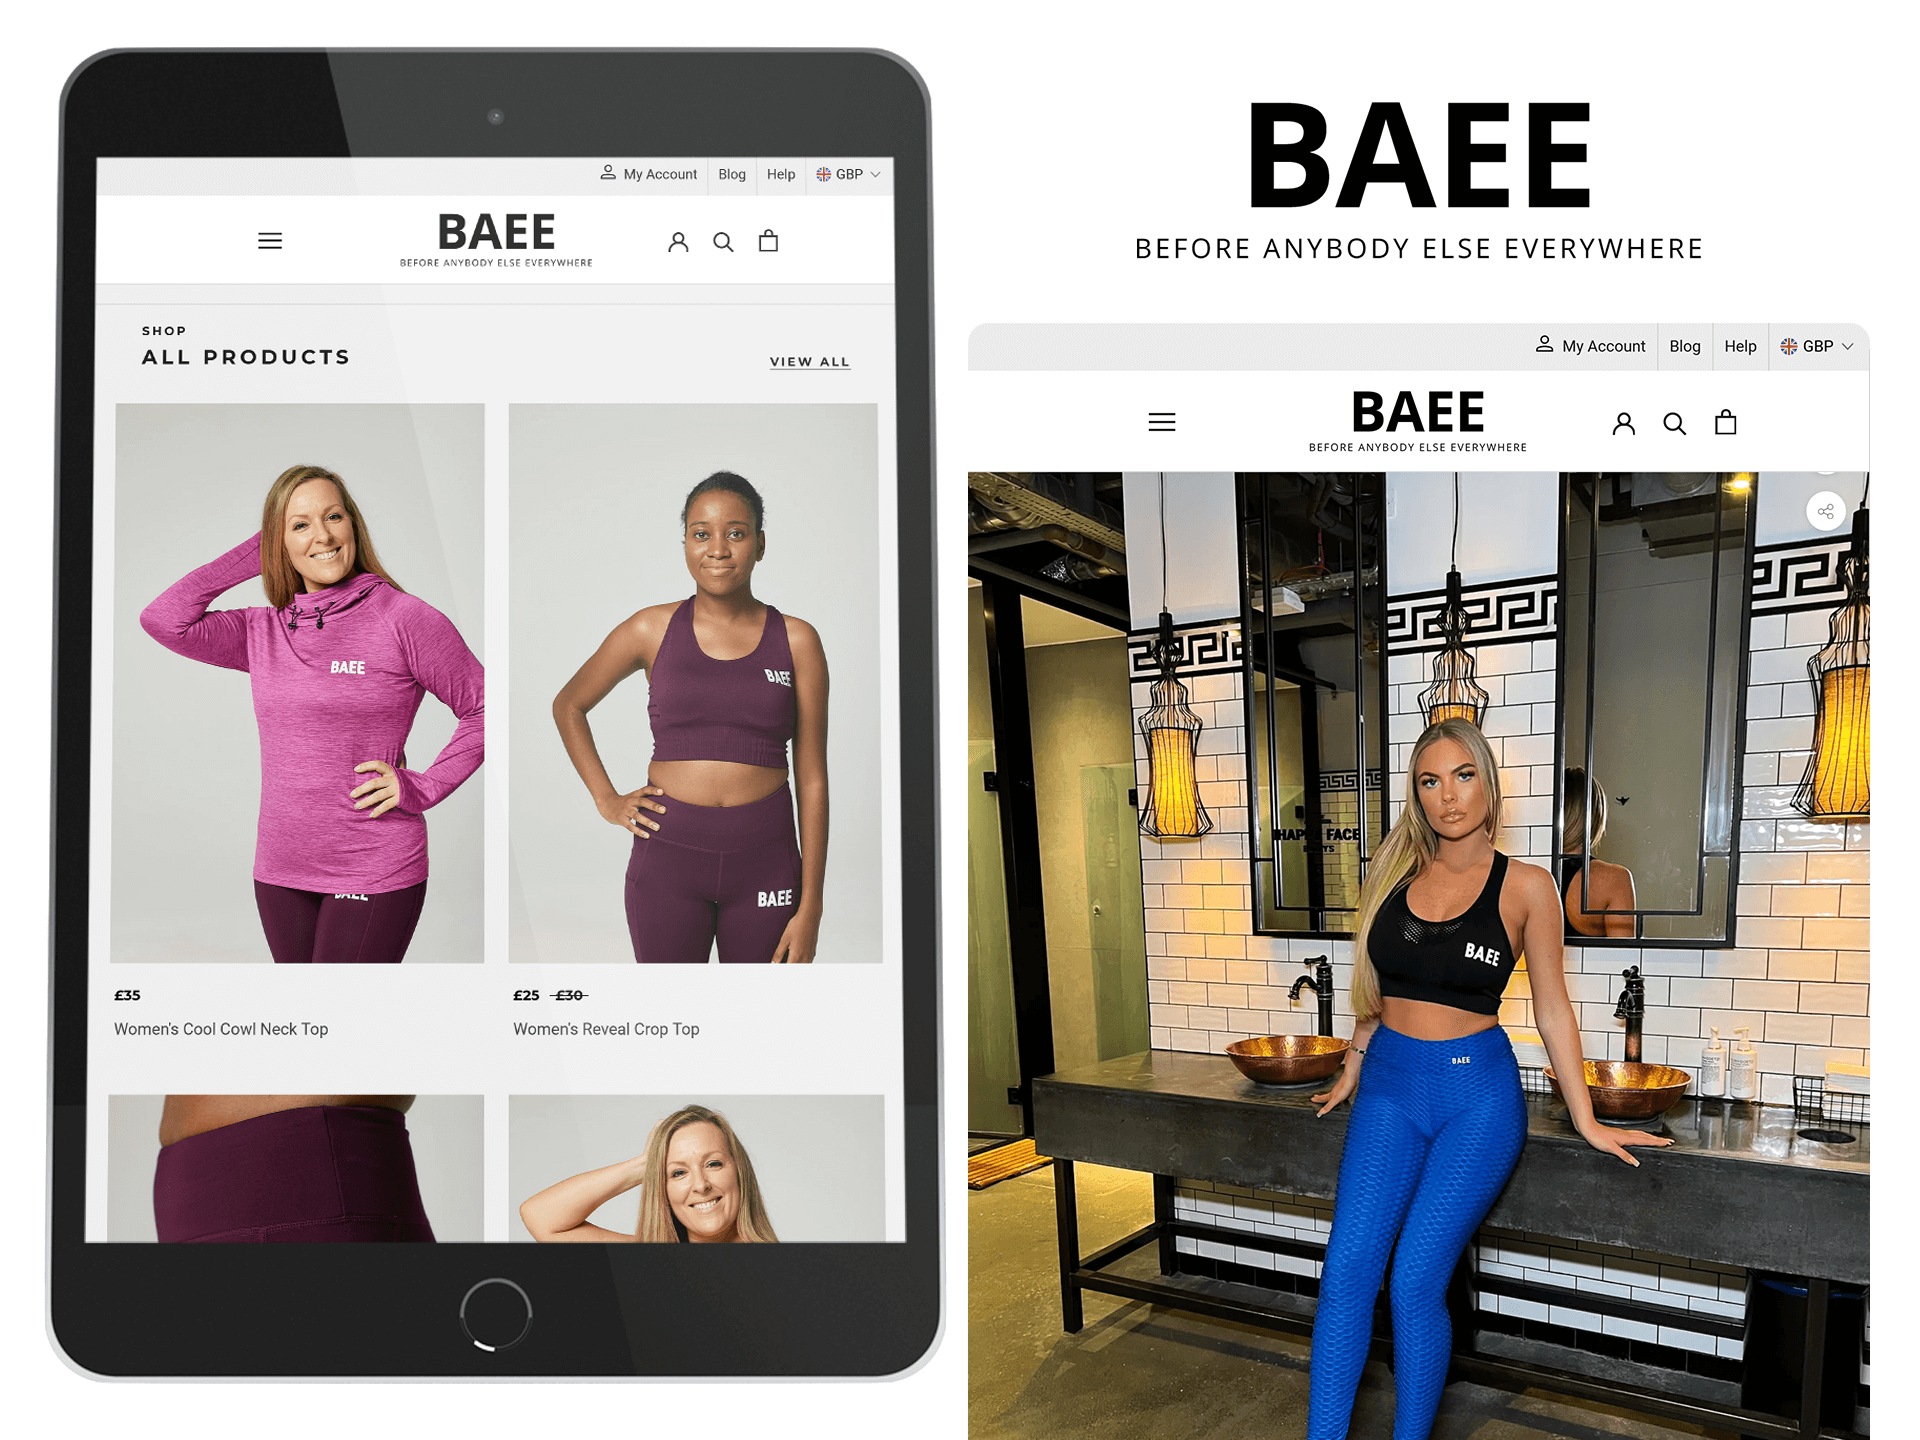 My Account
Blog
Help
GBP
BAEE
BEFORE ANYBODY ELSE EVERYWHERE
SHOP
ALL PRODUCTS
VIEW ALL
BAEE
BAEE
BAEE
BAEE
£35
£25 £30
Women's Cool Cowl Neck Top
Women's Reveal Crop Top
BAEE
BEFORE ANYBODY ELSE EVERYWHERE
My Account
Blog
Help
GBP
BAEE
BEFORE ANYBODY ELSE EVERYWHERE
FACE
BAEE
BAEE